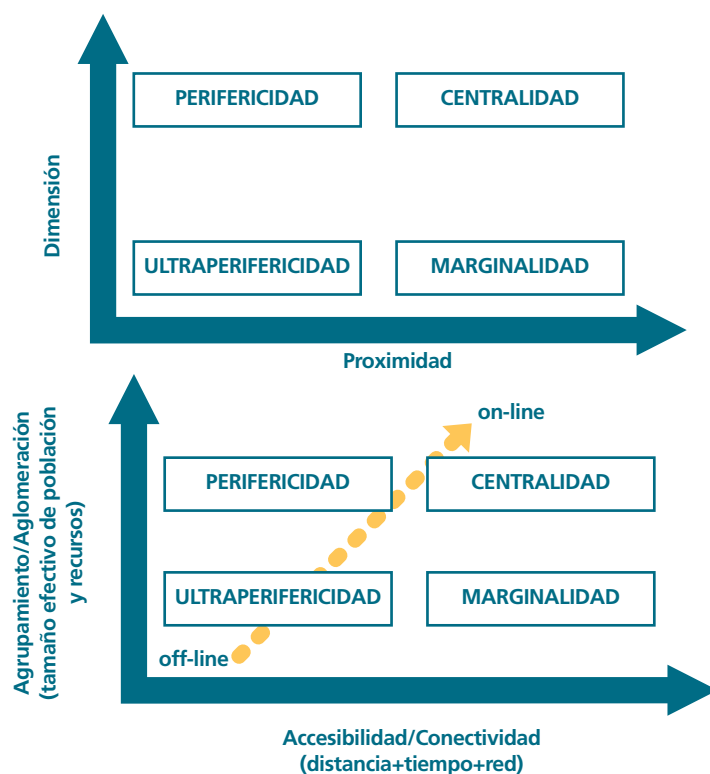 PERIFERICIDAD
CENTRALIDAD
Dimensión
ULTRAPERIFERICIDAD
MARGINALIDAD
Proximidad
on-line
Agrupamiento/Aglomeración
(tamaño efectivo de población
y recursos)
PERIFERICIDAD
CENTRALIDAD
ULTRAPERIFERICIDAD
MARGINALIDAD
off-line
Accesibilidad/Conectividad
(distancia+tiempo+red)